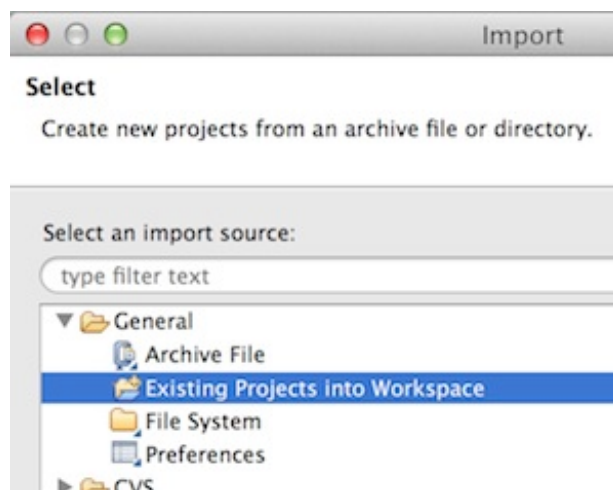 Import
Select
Create new projects from an archive file or directory.
Select an import source:
type filter text
General
Archive File
Existing Projects into Workspace
File System
Preferences
CVS